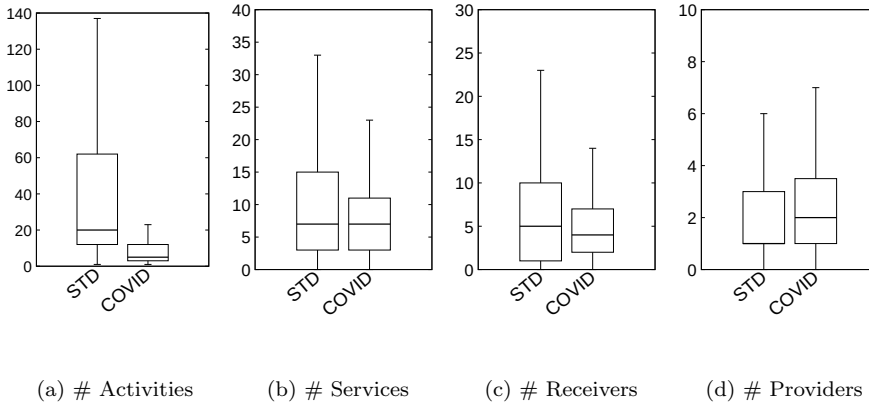 140
120
100
80
60
40
20
0
STD
COVID
40
35
30
25
20
15
10
5
0
STD
COVID
30
25
20
15
10
5
0
STD
COVID
10
8
6
4
2
0
STD
COVID
(a) # Activities
(b) # Services
(c) # Receivers
(d) # Providers